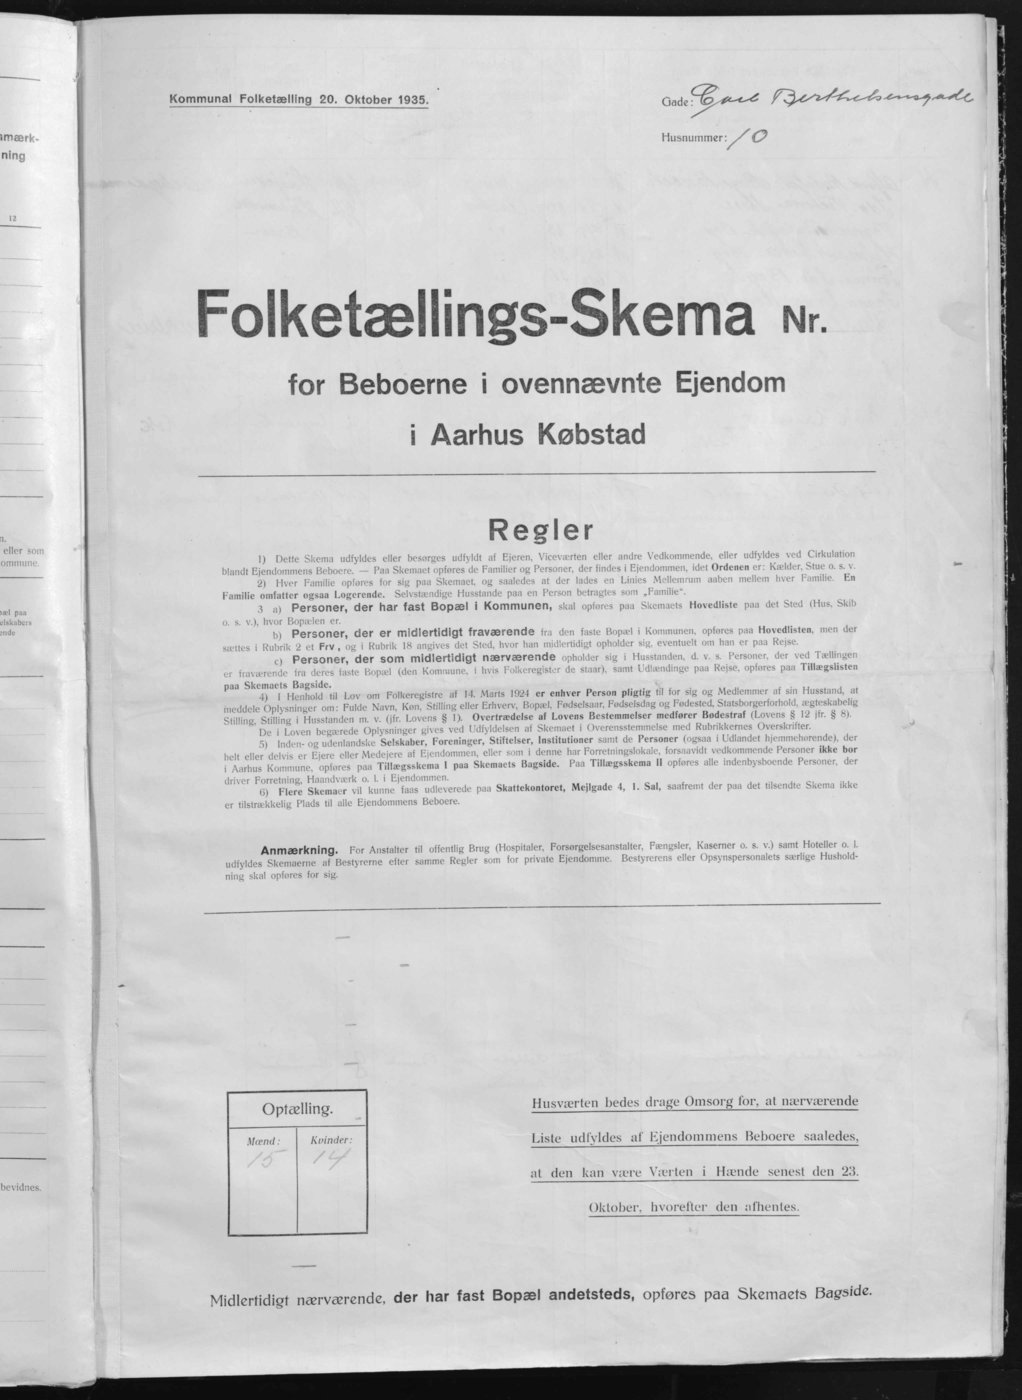 Kommunal Folketælling 20. Oktober 1935.
Gade: Carl Berthelsensgade
Husnummer: 10
Folketællings-Skema Nr.
for Beboerne i ovennævnte Ejendom
i Aarhus Købstad
Regler
1) Dette Skema udfyldes eller besørges udfyldt af Ejeren, Viceværten eller andre Vedkommende, eller udfyldes ved Cirkulation
blandt Ejendommens Beboere. — Paa Skemaet opføres de Familier og Personer, der findes i Ejendommen, idet Ordenen er: Kælder, Stue o. s. v.
2) Hver Familie opføres for sig paa Skemaet, og saaledes at der lades en Linies Mellemrum aaben mellem hver Familie. En
Familie omfatter ogsaa Logerende. Selvstændige Husstande paa en Person betragtes som „Familie“.
3 a) Personer, der har fast Bopæl i Kommunen, skal opføres paa Skemaets Hovedliste paa det Sted (Hus, Skib
o. s. v.), hvor Bopælen er.
b) Personer, der er midlertidigt fraværende fra den faste Bopæl i Kommunen, opføres paa Hovedlisten, men der
sættes i Rubrik 2 et Frv., og i Rubrik 18 angives det Sted, hvor han midlertidigt opholder sig, eventuelt om han er paa Rejse.
c) Personer, der som midlertidigt nærværende opholder sig i Husstanden, d. v. s. Personer, der ved Tællingen
er fraværende fra deres faste Bopæl (den Kommune, i hvis Folkeregister de staar), samt Udlændinge paa Rejse, opføres paa Tillægslisten
paa Skemaets Bagside.
4) I Henhold til Lov om Folkeregistre af 14. Marts 1924 er enhver Person pligtig til for sig og Medlemmer af sin Husstand, at
meddele Oplysninger om: Fulde Navn, Køn, Stilling eller Erhverv, Bopæl, Fødselsaar, Fødselsdag og Fødested, Statsborgerforhold, ægteskabelig
Stilling, Stilling i Husstanden m. v. (jfr. Lovens § 1). Overtrædelse af Lovens Bestemmelser medfører Bødestraf (Lovens § 12 jfr. § 8).
De i Loven begærede Oplysninger gives ved Udfyldelsen af Skemaet i Overensstemmelse med Rubrikkernes Overskrifter.
5) Inden- og udenlandske Selskaber, Foreninger, Stiftelser, Institutioner samt de Personer (ogsaa i Udlandet hjemmehørende), der
helt eller delvis er Ejere eller Medejere af Ejendommen, eller som i denne har Forretningslokale, forsaavidt vedkommende Personer ikke bor
i Aarhus Kommune, opføres paa Tillægsskema I paa Skemaets Bagside. Paa Tillægsskema II opføres alle indenbysboende Personer, der
driver Forretning, Haandværk o. l. i Ejendommen.
6) Flere Skemaer vil kunne faas udleverede paa Skattekontoret, Mejlgade 4, 1. Sal, saafremt der paa det tilsendte Skema ikke
er tilstrækkelig Plads til alle Ejendommens Beboere.
Anmærkning. For Anstalter til offentlig Brug (Hospitaler, Forsørgelsesanstalter, Fængsler, Kaserner o. s. v.) samt Hoteller o. l.
udfyldes Skemaerne af Bestyrerne efter samme Regler som for private Ejendomme. Bestyrerens eller Opsynspersonalets særlige Hushold-
ning skal opføres for sig.
Optælling.
Mænd: Kvinder:
15 14
Husværten bedes drage Omsorg for, at nærværende
Liste udfyldes af Ejendommens Beboere saaledes,
at den kan være Værten i Hænde senest den 23.
Oktober, hvorefter den afhentes.
Midlertidigt nærværende, der har fast Bopæl andetsteds, opføres paa Skemaets Bagside.